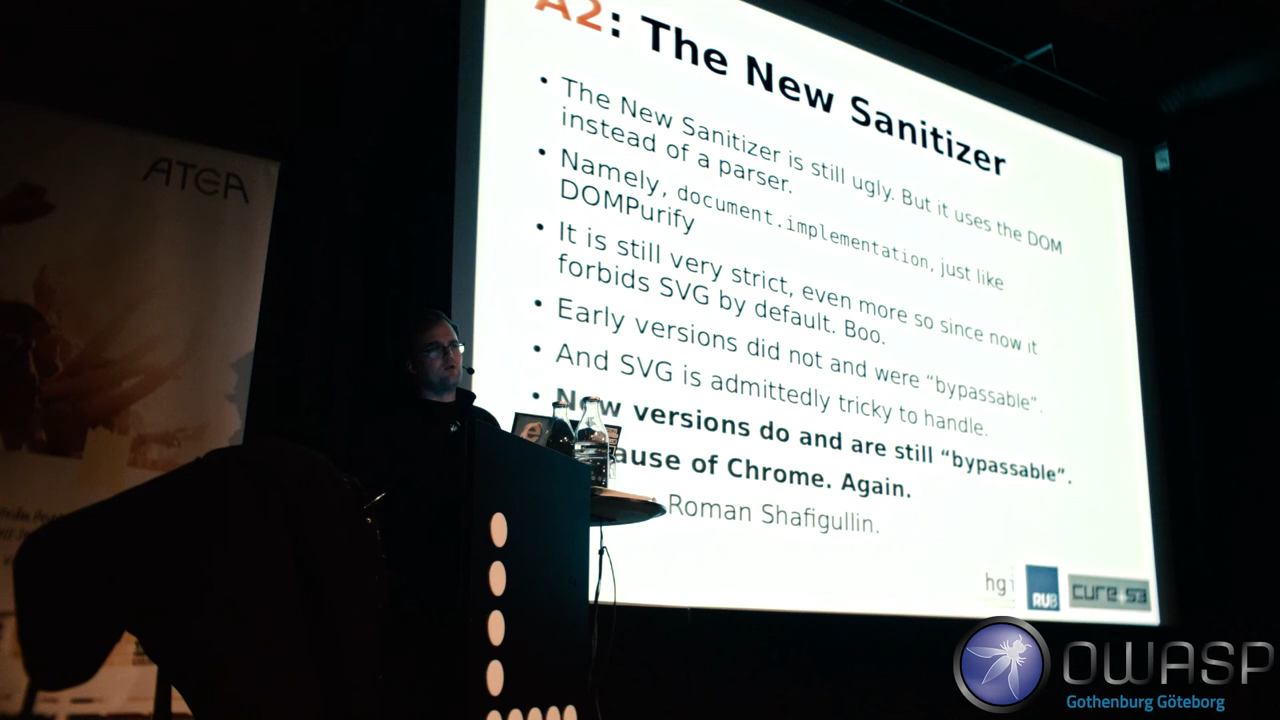 A2: The New Sanitizer
• The New Sanitizer is still ugly. But it uses the DOM
instead of a parser.
• Namely, document.implementation, just like
DOMPurify
• It is still very strict, even more so since now it
forbids SVG by default. Boo.
• Early versions did not and were “bypassable”.
• And SVG is admittedly tricky to handle.
• New versions do and are still “bypassable”.
ause of Chrome. Again.
Roman Shafigullin.
hgi
RUB
cure+53
ATEA
OWASP
Gothenburg Göteborg